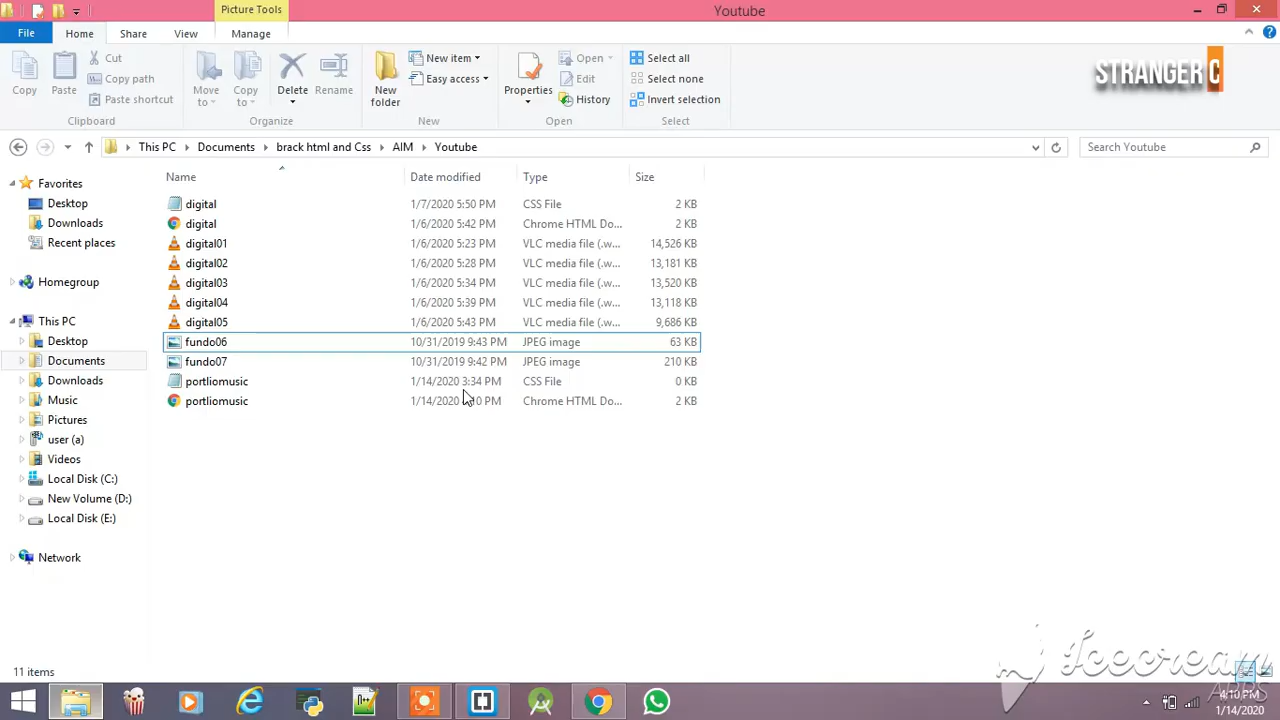 Picture Tools
Youtube
File
Home
Share
View
Manage
Copy
Paste
Cut
Copy path
Paste shortcut
Clipboard
Move to
Copy to
Delete
Rename
Organize
New folder
New item
Easy access
New
Properties
Open
Edit
History
Open
Select all
Select none
Invert selection
Select
STRANGER C
This PC
Documents
brack html and Css
AIM
Youtube
Search Youtube
Name
Date modified
Type
Size
Favorites
Desktop
Downloads
Recent places
Homegroup
This PC
Desktop
Documents
Downloads
Music
Pictures
user (a)
Videos
Local Disk (C:)
New Volume (D:)
Local Disk (E:)
Network
digital 1/7/2020 5:50 PM CSS File 2 KB
digital 1/6/2020 5:42 PM Chrome HTML Do... 2 KB
digital01 1/6/2020 5:23 PM VLC media file (.w... 14,526 KB
digital02 1/6/2020 5:28 PM VLC media file (.w... 13,181 KB
digital03 1/6/2020 5:34 PM VLC media file (.w... 13,520 KB
digital04 1/6/2020 5:39 PM VLC media file (.w... 13,118 KB
digital05 1/6/2020 5:43 PM VLC media file (.w... 9,686 KB
fundo06 10/31/2019 9:43 PM JPEG image 63 KB
fundo07 10/31/2019 9:42 PM JPEG image 210 KB
portliomusic 1/14/2020 3:34 PM CSS File 0 KB
portliomusic 1/14/2020 PM Chrome HTML Do... 2 KB
11 items
Icecream
APPS
4:10 PM
1/14/2020